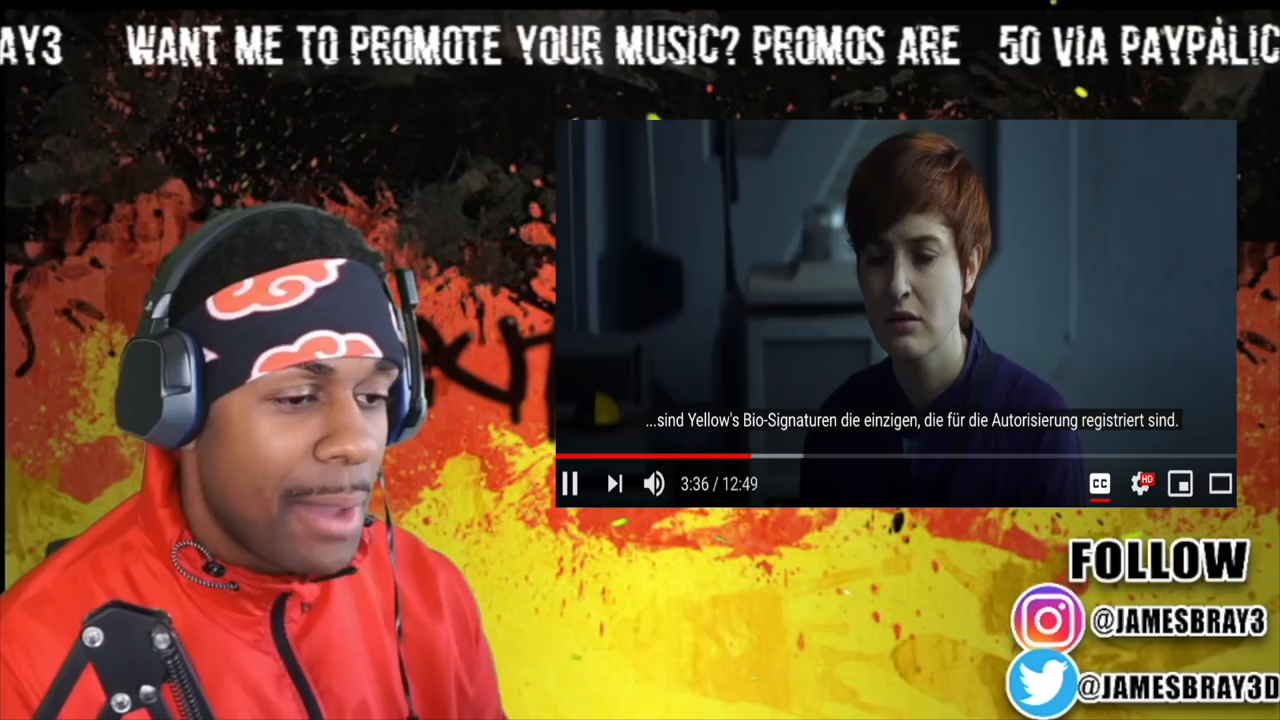 AY3 WANT ME TO PROMOTE YOUR MUSIC? PROMOS ARE 50 VIA PAYPAL!C
...sind Yellow's Bio-Signaturen die einzigen, die für die Autorisierung registriert sind.
3:36 / 12:49
CC
HD
FOLLOW
@JAMESBRAY3
@JAMESBRAY3D